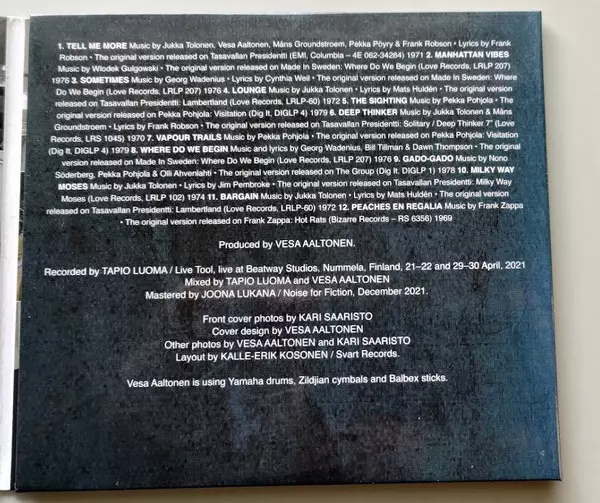 1. TELL ME MORE Music by Jukka Tolonen, Vesa Aaltonen, Måns Groundstroem, Pekka Pöyry & Frank Robson • Lyrics by Frank
Robson • The original version released on Tasavallan Presidentti (EMI, Columbia – 4E 062-34264) 1971 2. MANHATTAN VIBES
Music by Wlodek Gulgowski • The original version released on Made In Sweden: Where Do We Begin (Love Records, LRLP 207)
1976 3. SOMETIMES Music by Georg Wadenius • Lyrics by Cynthia Weil • The original version released on Made In Sweden: Where
Do We Begin (Love Records, LRLP 207) 1976 4. LOUNGE Music by Jukka Tolonen • Lyrics by Mats Huldén • The original version
released on Tasavallan Presidentti: Lambertland (Love Records, LRLP-60) 1972 5. THE SIGHTING Music by Pekka Pohjola • The original
version released on Pekka Pohjola: Visitation (Dig It, DIGLP 4) 1979 6. DEEP THINKER Music by Jukka Tolonen & Måns
Groundstroem • Lyrics by Frank Robson • The original version released on Tasavallan Presidentti: Solitary / Deep Thinker 7" (Love
Records, LRS 1045) 1970 7. VAPOUR TRAILS Music by Pekka Pohjola • The original version released on Pekka Pohjola: Visitation
(Dig It, DIGLP 4) 1979 8. WHERE DO WE BEGIN Music and lyrics by Georg Wadenius, Bill Tillman & Dawn Thompson • The original
version released on Made In Sweden: Where Do We Begin (Love Records, LRLP 207) 1976 9. GADO-GADO Music by Nono
Söderberg, Pekka Pohjola & Olli Ahvenlahti • The original version released on The Group (Dig It, DIGLP 1) 1978 10. MILKY WAY
MOSES Music by Jukka Tolonen • Lyrics by Jim Pembroke • The original version released on Tasavallan Presidentti: Milky Way
Moses (Love Records, LRLP 102) 1974 11. BARGAIN Music by Jukka Tolonen • Lyrics by Mats Huldén • The original version
released on Tasavallan Presidentti: Lambertland (Love Records, LRLP-60) 1972 12. PEACHES EN REGALIA Music by Frank Zappa
• The original version released on Frank Zappa: Hot Rats (Bizarre Records – RS 6356) 1969
Produced by VESA AALTONEN.
Recorded by TAPIO LUOMA / Live Tool, live at Beatway Studios, Nummela, Finland, 21–22 and 29-30 April, 2021
Mixed by TAPIO LUOMA and VESA AALTONEN
Mastered by JOONA LUKANA / Noise for Fiction, December 2021.
Front cover photos by KARI SAARISTO
Cover design by VESA AALTONEN
Other photos by VESA AALTONEN and KARI SAARISTO
Layout by KALLE-ERIK KOSONEN / Svart Records.
Vesa Aaltonen is using Yamaha drums, Zildjian cymbals and Balbex sticks.